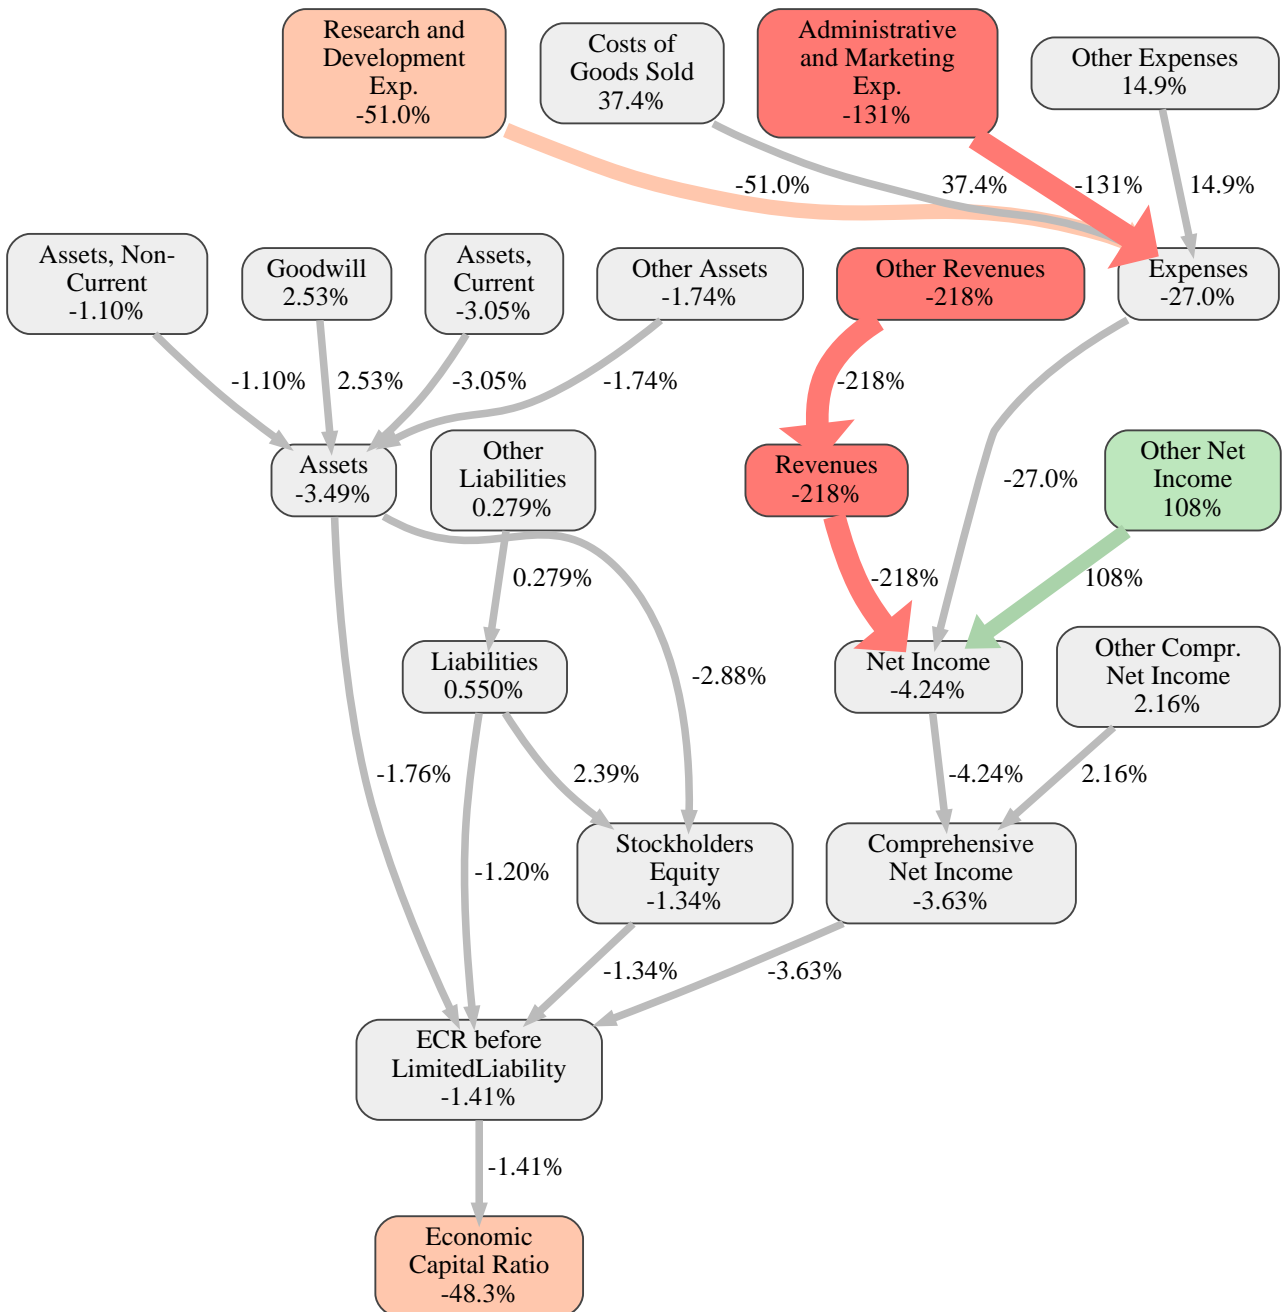 Research and
Development
Exp.
-51.0%
Costs of
Goods Sold
37.4%
Administrative
and Marketing
Exp.
-131%
Other Expenses
14.9%
-51.0%
37.4%
-131%
14.9%
Assets, Non-
Current
-1.10%
Goodwill
2.53%
Assets,
Current
-3.05%
Other Assets
-1.74%
Other Revenues
-218%
Expenses
-27.0%
-1.10%
2.53%
-3.05%
-1.74%
-218%
Assets
-3.49%
Other
Liabilities
0.279%
Revenues
-218%
-27.0%
Other Net
Income
108%
0.279%
-218%
108%
Liabilities
0.550%
-2.88%
Net Income
-4.24%
Other Compr.
Net Income
2.16%
-1.76%
2.39%
-4.24%
2.16%
-1.20%
Stockholders
Equity
-1.34%
Comprehensive
Net Income
-3.63%
-1.34%
-3.63%
ECR before
LimitedLiability
-1.41%
-1.41%
Economic
Capital Ratio
-48.3%